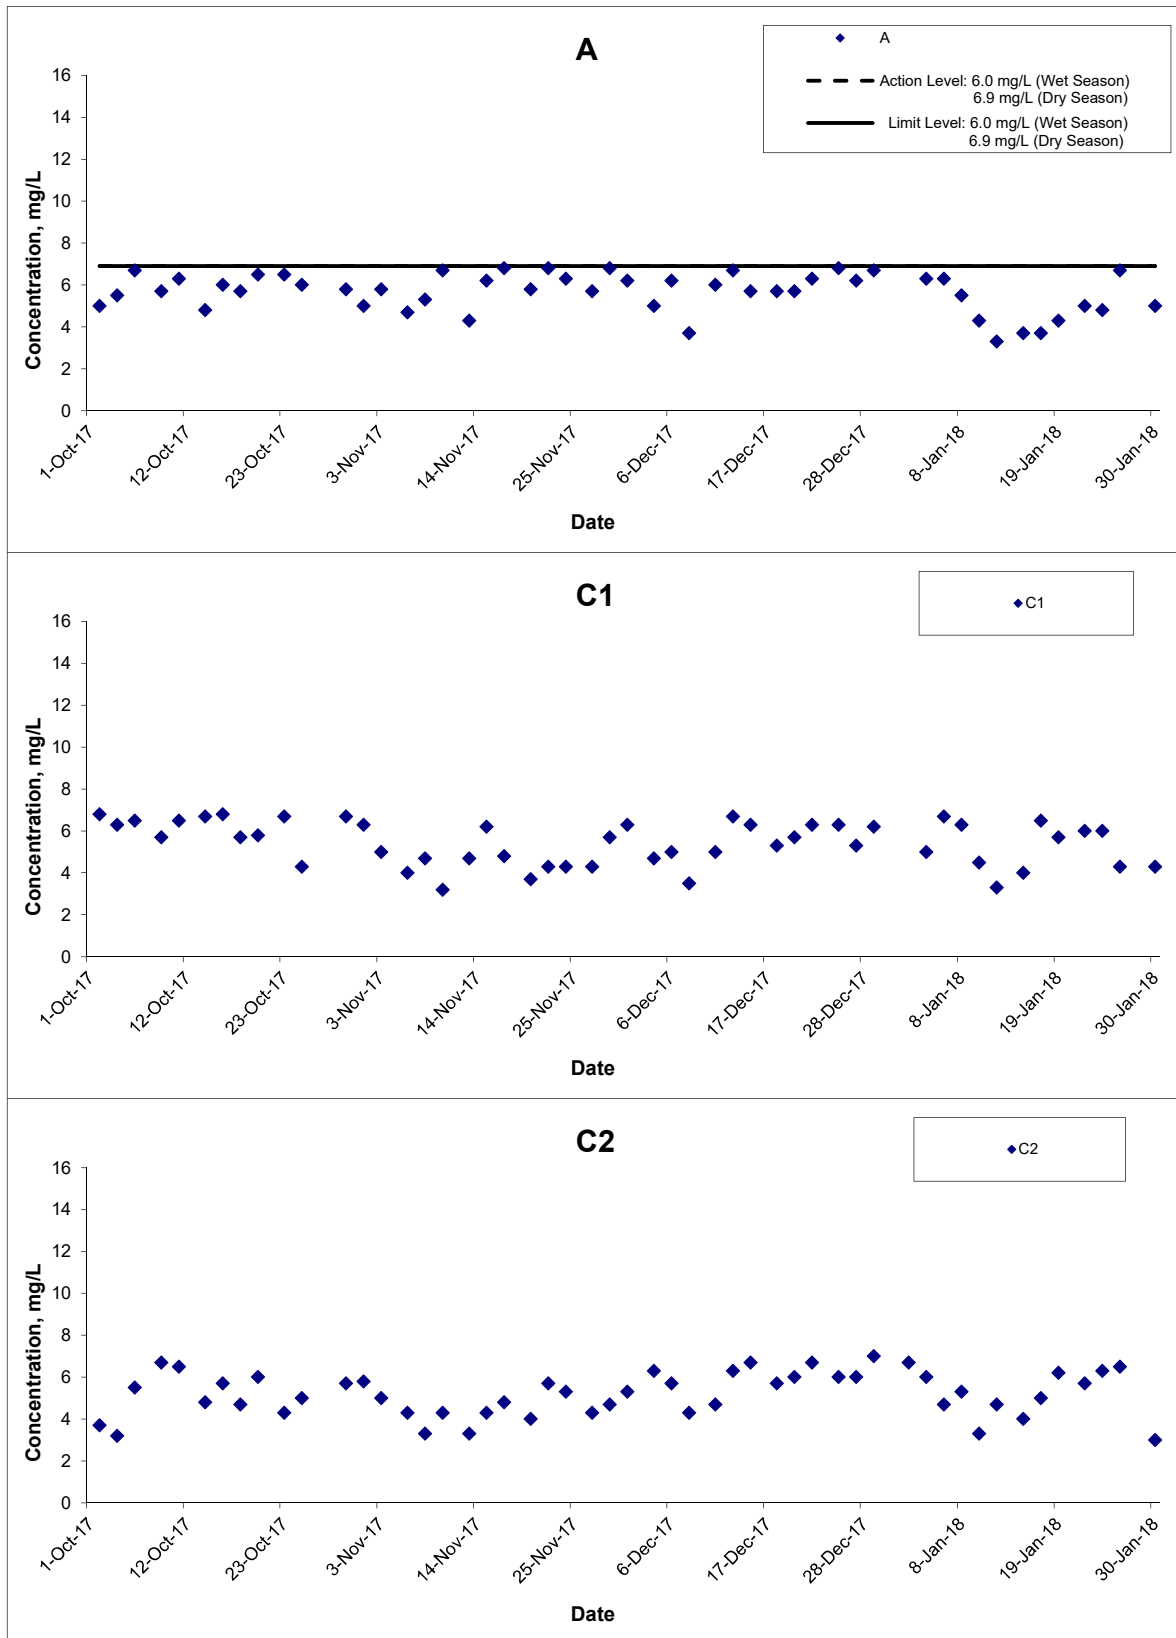 A
A
Action Level: 6.0 mg/L (Wet Season)
6.9 mg/L (Dry Season)
Limit Level: 6.0 mg/L (Wet Season)
6.9 mg/L (Dry Season)
Concentration, mg/L
16
14
12
10
8
6
4
2
0
1-Oct-17
12-Oct-17
23-Oct-17
3-Nov-17
14-Nov-17
25-Nov-17
6-Dec-17
17-Dec-17
28-Dec-17
8-Jan-18
19-Jan-18
30-Jan-18
Date
C1
C1
Concentration, mg/L
16
14
12
10
8
6
4
2
0
1-Oct-17
12-Oct-17
23-Oct-17
3-Nov-17
14-Nov-17
25-Nov-17
6-Dec-17
17-Dec-17
28-Dec-17
8-Jan-18
19-Jan-18
30-Jan-18
Date
C2
C2
Concentration, mg/L
16
14
12
10
8
6
4
2
0
1-Oct-17
12-Oct-17
23-Oct-17
3-Nov-17
14-Nov-17
25-Nov-17
6-Dec-17
17-Dec-17
28-Dec-17
8-Jan-18
19-Jan-18
30-Jan-18
Date